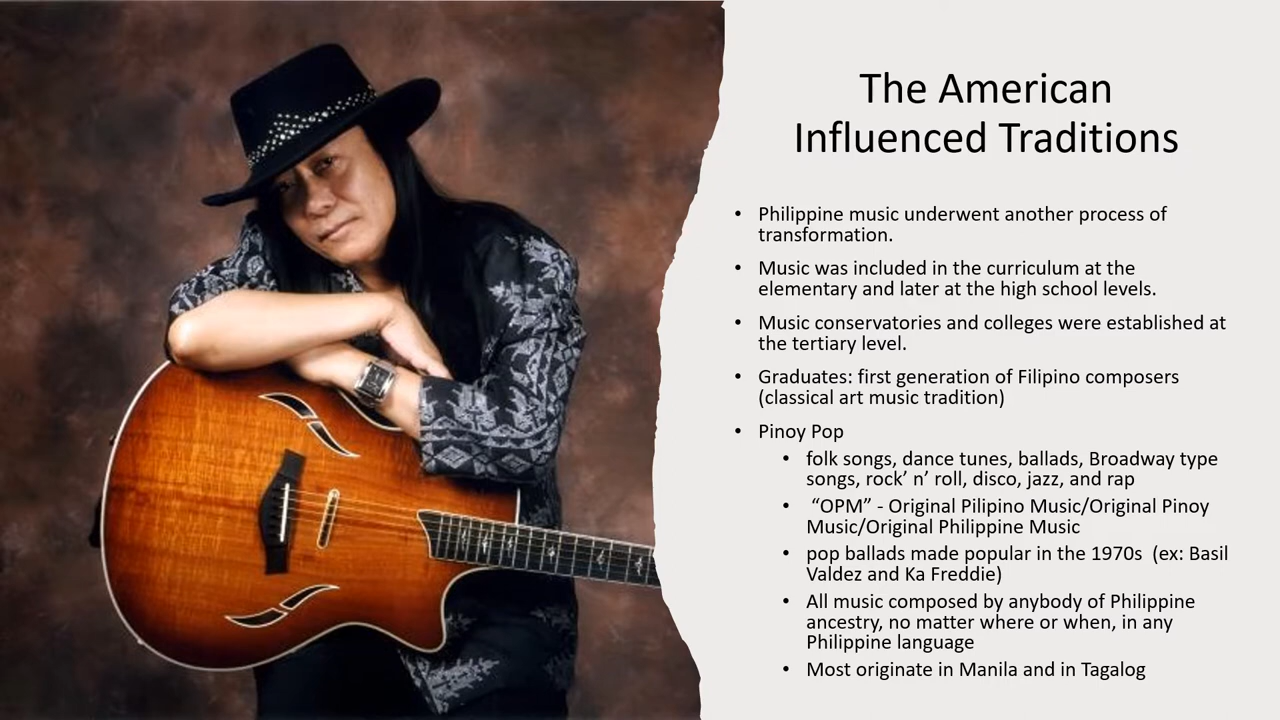 The American
Influenced Traditions
• Philippine music underwent another process of
transformation.
• Music was included in the curriculum at the
elementary and later at the high school levels.
• Music conservatories and colleges were established at
the tertiary level.
• Graduates: first generation of Filipino composers
(classical art music tradition)
• Pinoy Pop
• folk songs, dance tunes, ballads, Broadway type
songs, rock’ n’ roll, disco, jazz, and rap
• “OPM” - Original Pilipino Music/Original Pinoy
Music/Original Philippine Music
• pop ballads made popular in the 1970s (ex: Basil
Valdez and Ka Freddie)
• All music composed by anybody of Philippine
ancestry, no matter where or when, in any
Philippine language
• Most originate in Manila and in Tagalog